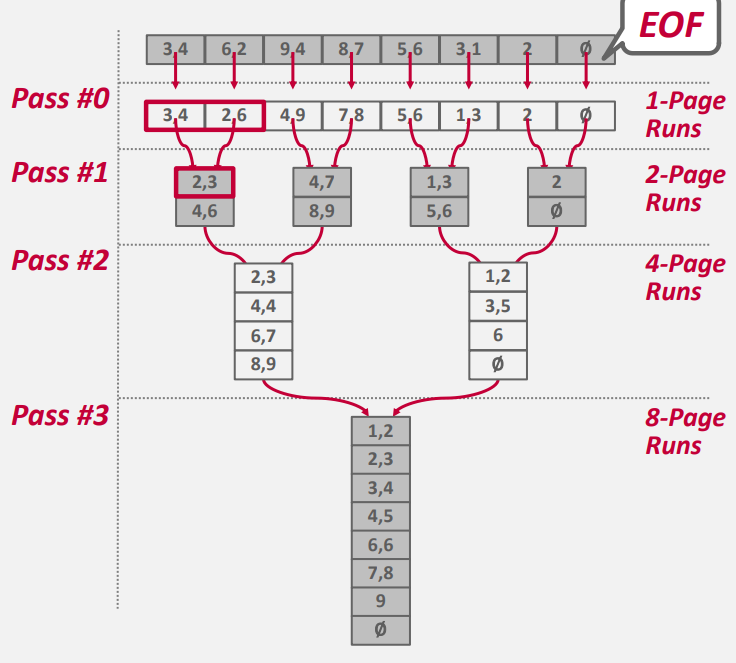 EOF
3,4 6,2 9,4 8,7 5,6 3,1 2 Ø
Pass #0
3,4 2,6 4,9 7,8 5,6 1,3 2 Ø
1-Page
Runs
Pass #1
2,3 4,7 1,3 2
4,6 8,9 5,6 Ø
2-Page
Runs
Pass #2
2,3 1,2
4,4 3,5
6,7 6
8,9 Ø
4-Page
Runs
Pass #3
1,2
2,3
3,4
4,5
6,6
7,8
9
Ø
8-Page
Runs